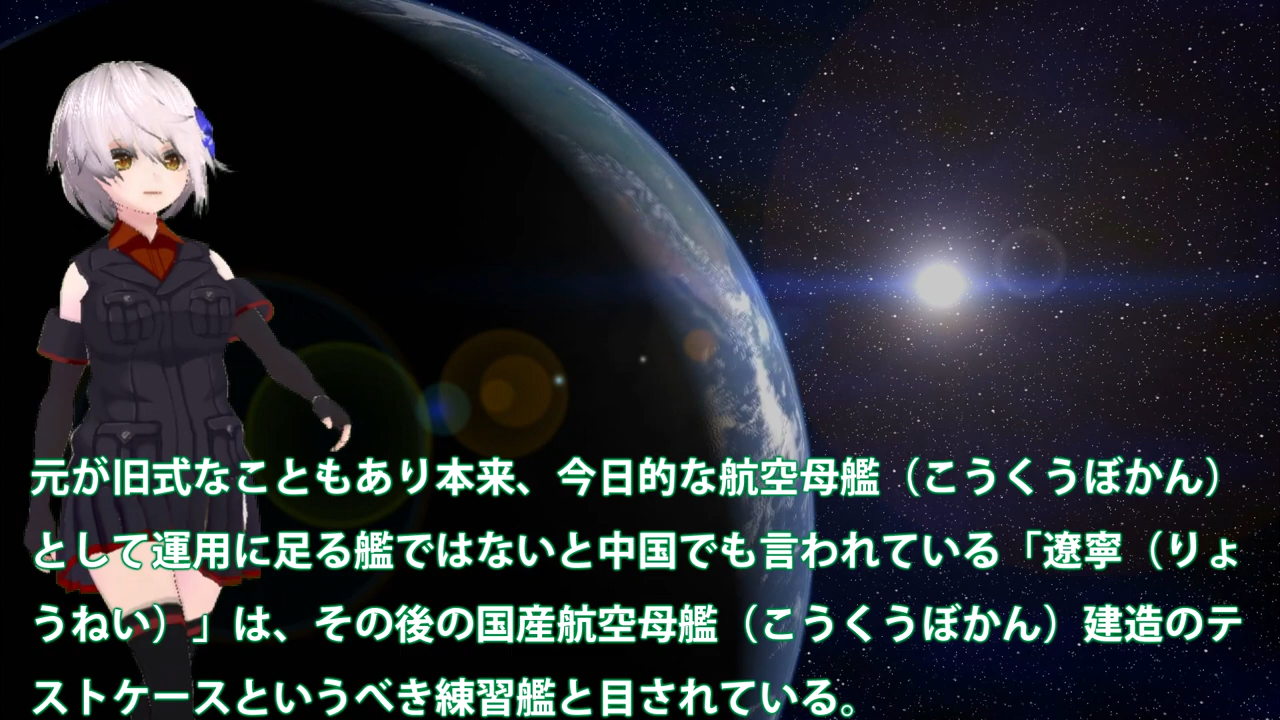 元が旧式なこともあり本来、今日的な航空母艦（こうくうぼかん）
として運用に足る艦ではないと中国でも言われている「遼寧（りょ
うねい）」は、その後の国産航空母艦（こうくうぼかん）建造のテ
ストケースというべき練習艦と目されている。